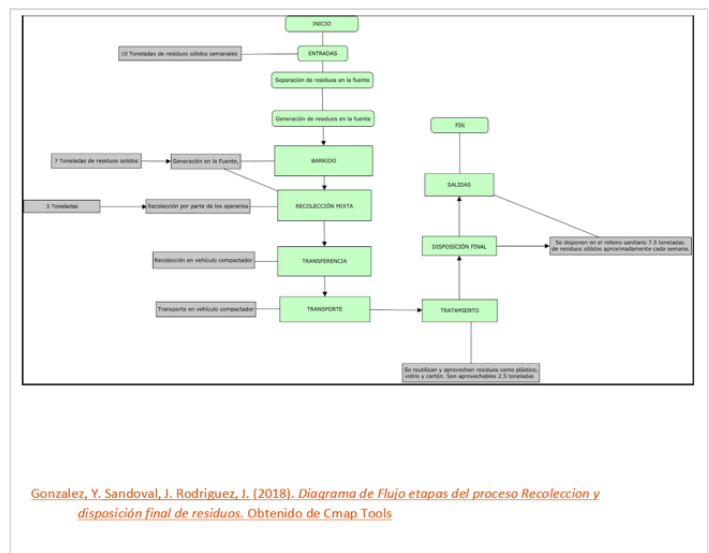 INICIO
10 Toneladas de residuos sólidos semanales
ENTRADAS
Separación de residuos en la fuente
Generación de residuos en la fuente
7 Toneladas de residuos solidos
Generación en la Fuente,
BARRIDO
3 Toneladas
Recolección por parte de los operarios
RECOLECCIÓN MIXTA
Recolección en vehículo compactador
TRANSFERENCIA
Transporte en vehículo compactador
TRANSPORTE
FIN
SALIDAS
DISPOSICIÓN FINAL
Se disponen en el relleno sanitario 7.5 toneladas
de residuos sólidos aproximadamente cada semana.
TRATAMIENTO
Se reutilizan y aprovechan residuos como plástico,
vidrio y cartón. Son aprovechables 2.5 toneladas
Gonzalez, Y. Sandoval, J. Rodriguez, J. (2018). Diagrama de Flujo etapas del proceso Recoleccion y
disposición final de residuos. Obtenido de Cmap Tools